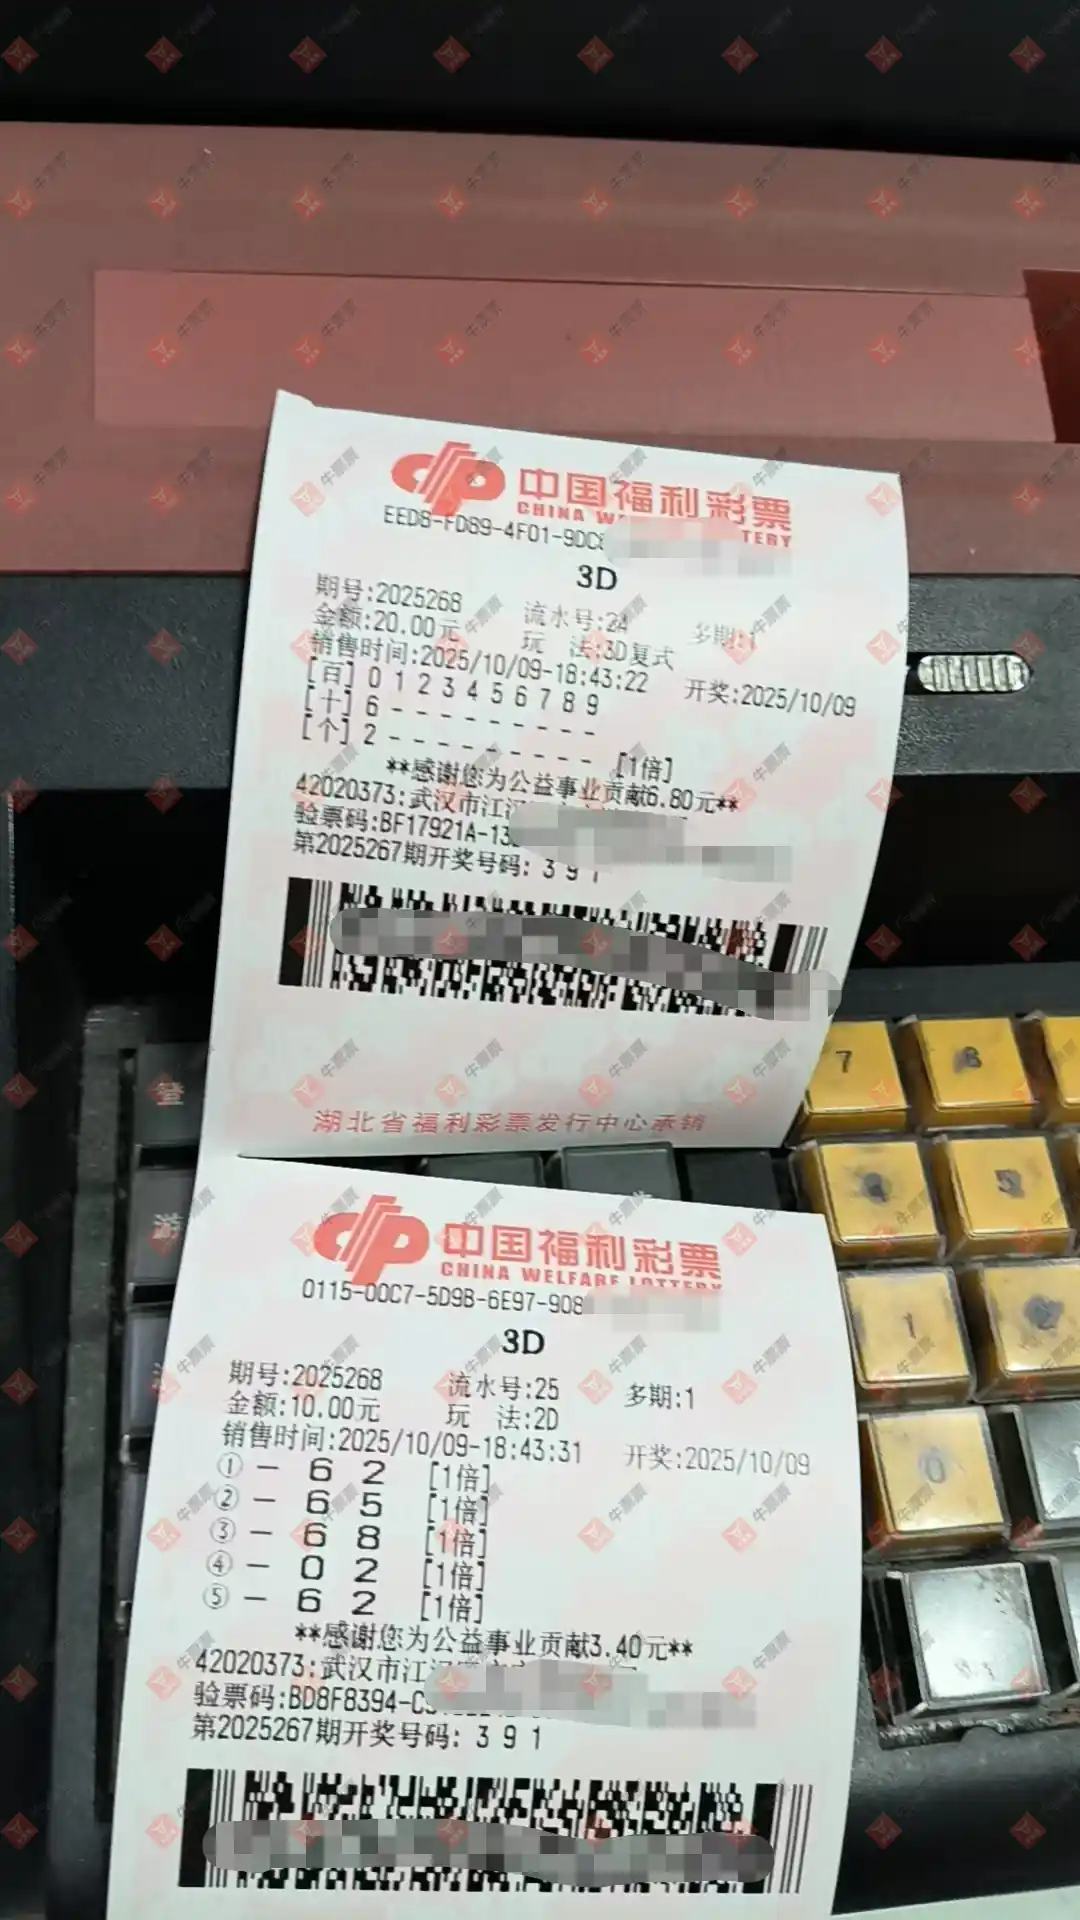 中国福利彩票
CHINA W TERY
EED8-FD89-4F01-9DC
3D
期号:2025268 流水号:24 多期:1
金额:20.00元 玩 法:3D复式
销售时间:2025/10/09-18:43:22 开奖:2025/10/09
[百] 0 1 2 3 4 5 6 7 8 9
[十] 6 - - - - - - - - -
[个] 2 - - - - - - - - - [1倍]
**感谢您为公益事业贡献6.80元**
42020373:武汉市江
验票码:BF17921A-13
第2025267期开奖号码: 3 9 1
湖北省福利彩票发行中心承销
中国福利彩票
CHINA WELFARE LOTTERY
0115-00C7-5D9B-6E97-908
3D
期号:2025268 流水号:25 多期:1
金额:10.00元 玩 法:2D
销售时间:2025/10/09-18:43:31 开奖:2025/10/09
① - 6 2 [1倍]
② - 6 5 [1倍]
③ - 6 8 [1倍]
④ - 0 2 [1倍]
⑤ - 6 2 [1倍]
**感谢您为公益事业贡献3.40元**
42020373:武汉市江
验票码:BD8F8394-C
第2025267期开奖号码: 3 9 1
登
游
7
5
1
0
牛票票